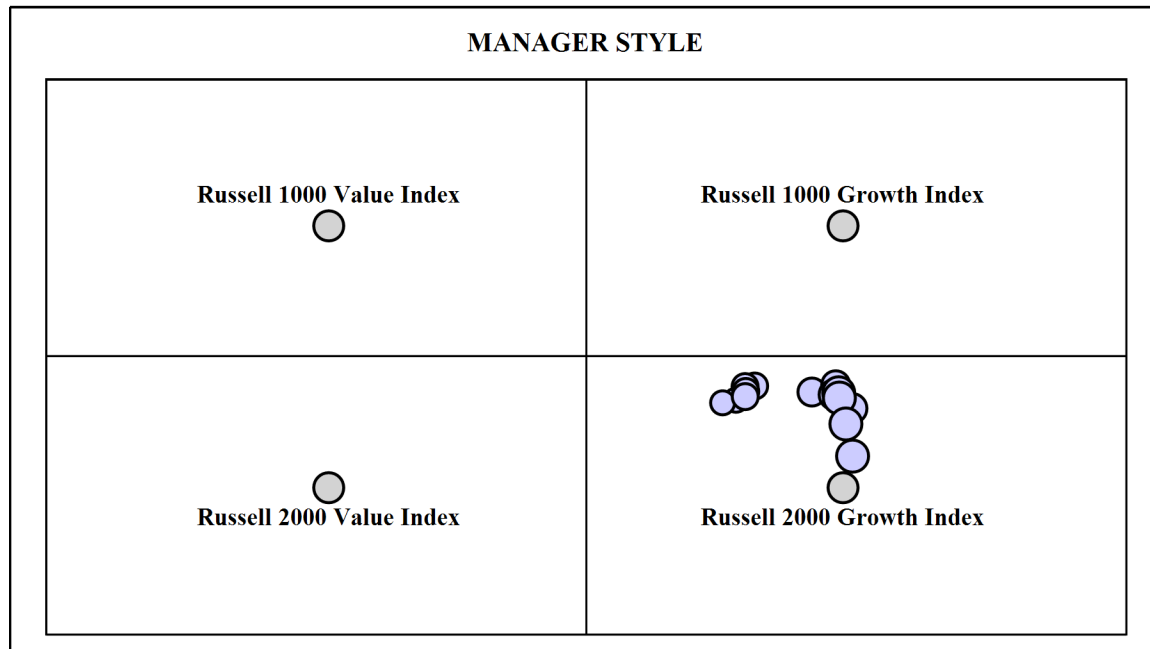 MANAGER STYLE
Russell 1000 Value Index
Russell 1000 Growth Index
Russell 2000 Value Index
Russell 2000 Growth Index